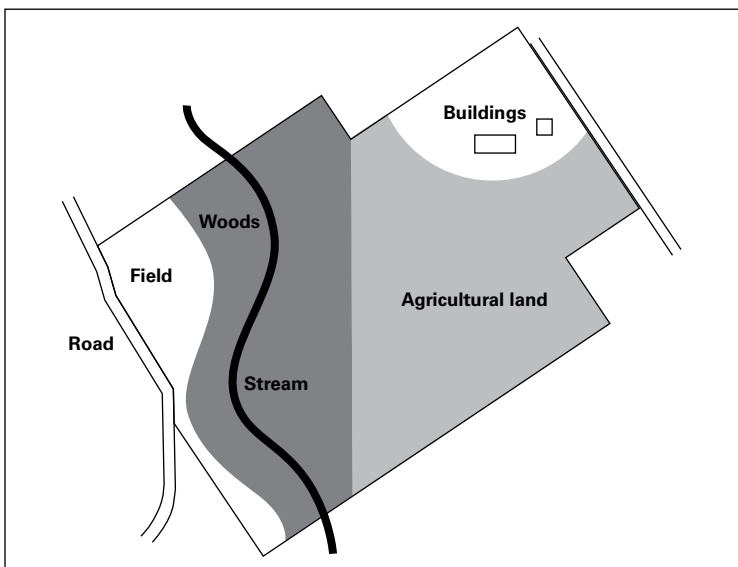 Buildings
Woods
Field
Agricultural land
Road
Stream